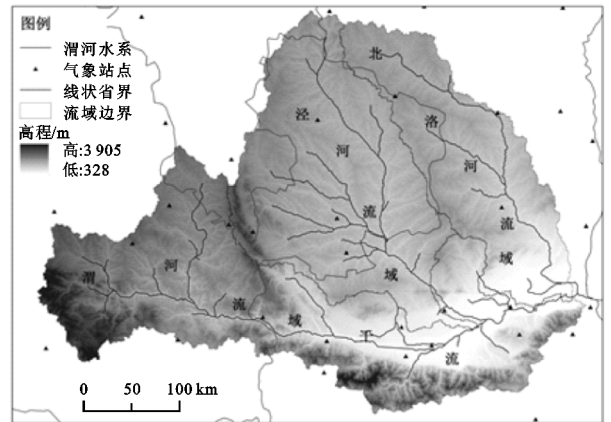 图例
渭河水系
气象站点
线状省界
流域边界
高程/m
高:3 905
低:328
北
洛
河
流
域
泾
河
流
域
渭
河
流
域
干
流
0 50 100 km